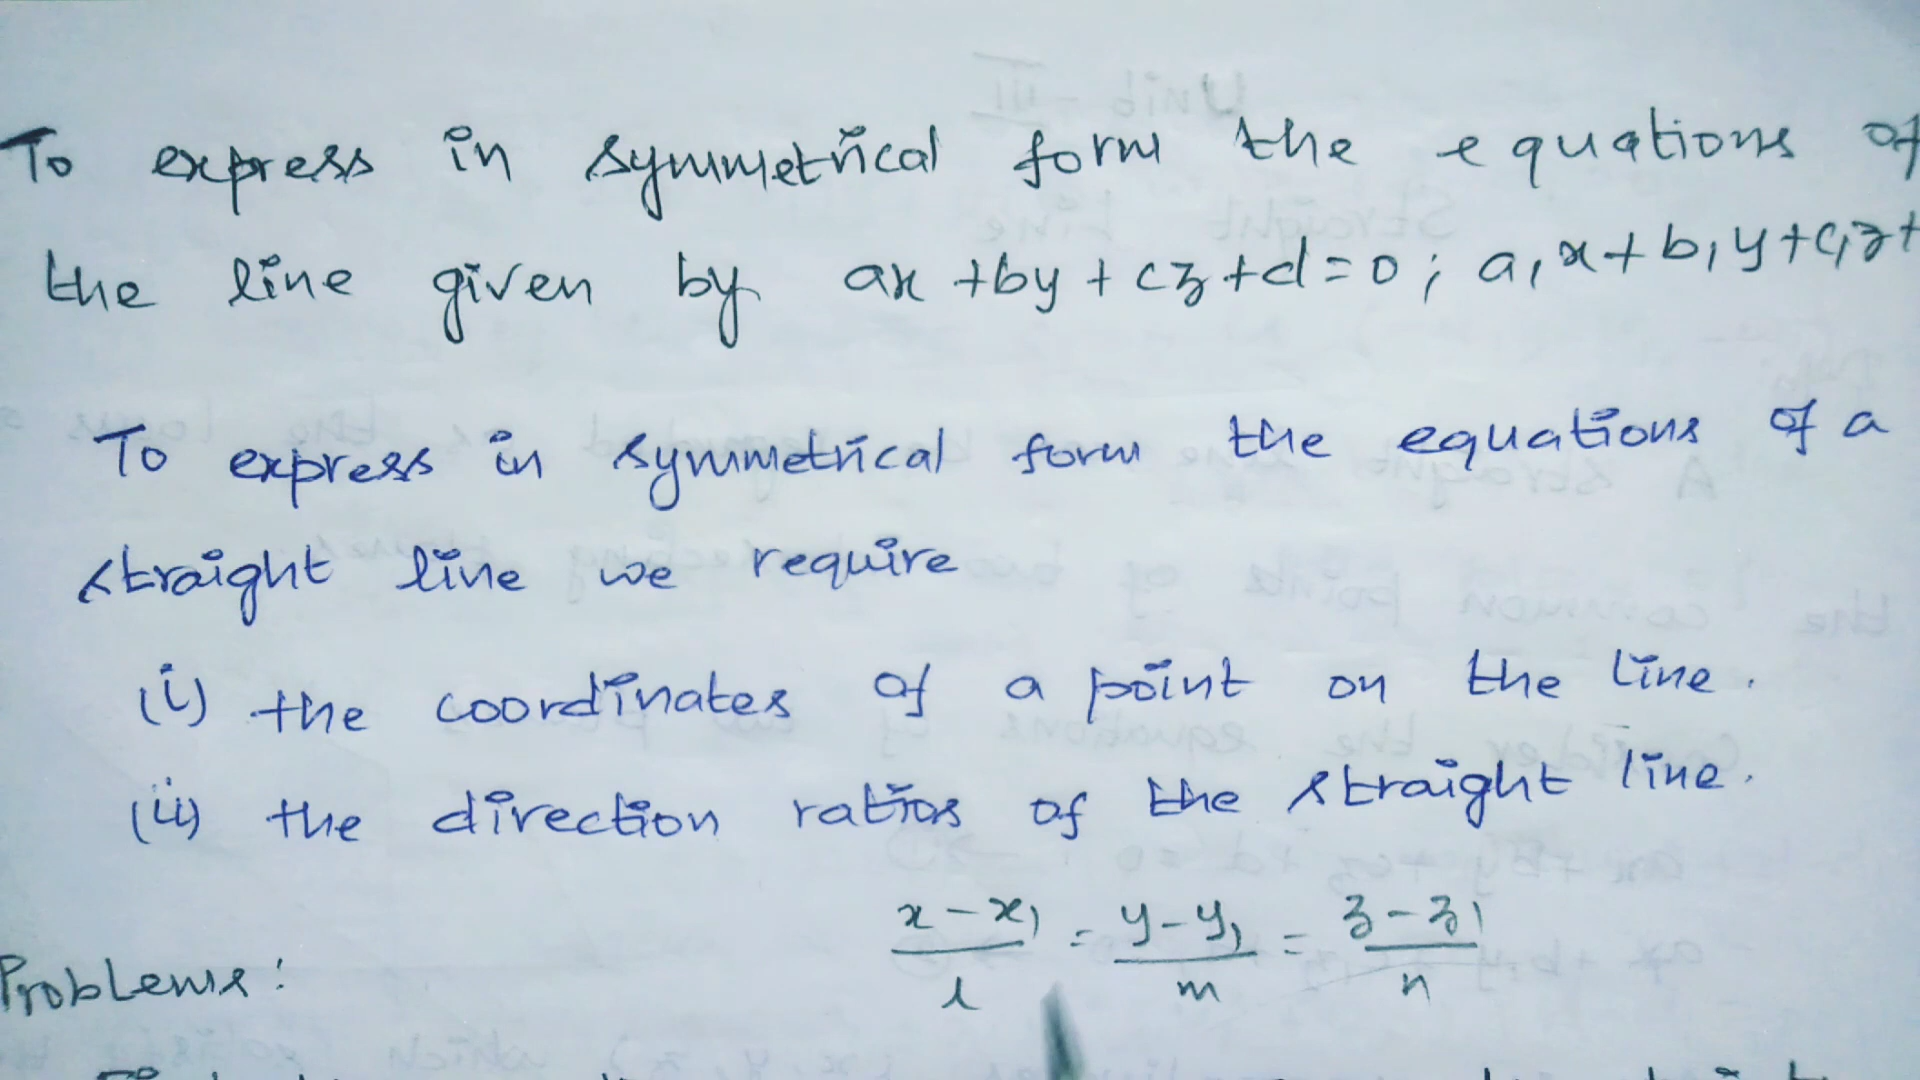 To express in symmetrical form the equations of
the line given by ax + by + cz + d = 0 ; a₁x + b₁y + c₁z +
To express in symmetrical form the equations of a
straight line we require
(i) the coordinates of a point on the line.
(ii) the direction ratios of the straight line.
x - x₁ / l = y - y₁ / m = z - z₁ / n
Problems: